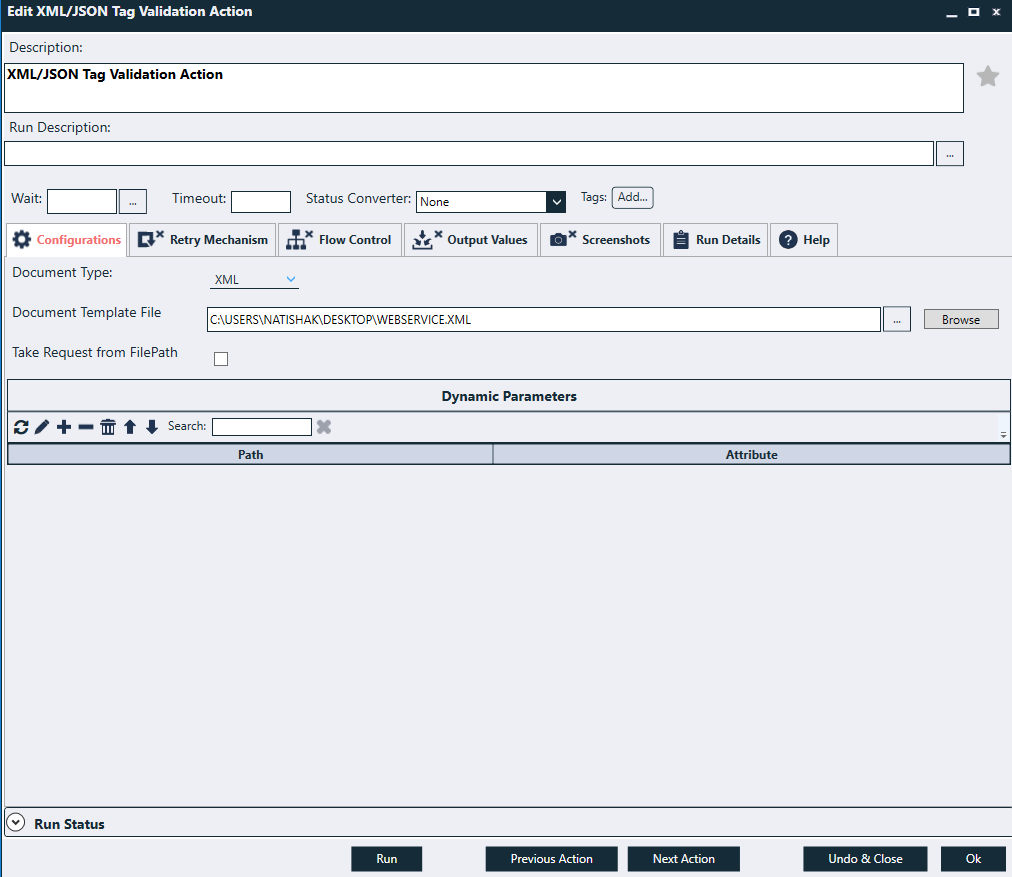 Edit XML/JSON Tag Validation Action
Description:
XML/JSON Tag Validation Action
Run Description:
...
Wait: ... Timeout: Status Converter: None Tags: Add...
Configurations Retry Mechanism Flow Control Output Values Screenshots Run Details Help
Document Type: XML
Document Template File C:\USERS\NATISHAK\DESKTOP\WEBSERVICE.XML ... Browse
Take Request from FilePath
Dynamic Parameters
Search:
Path Attribute
Run Status
Run Previous Action Next Action Undo & Close Ok